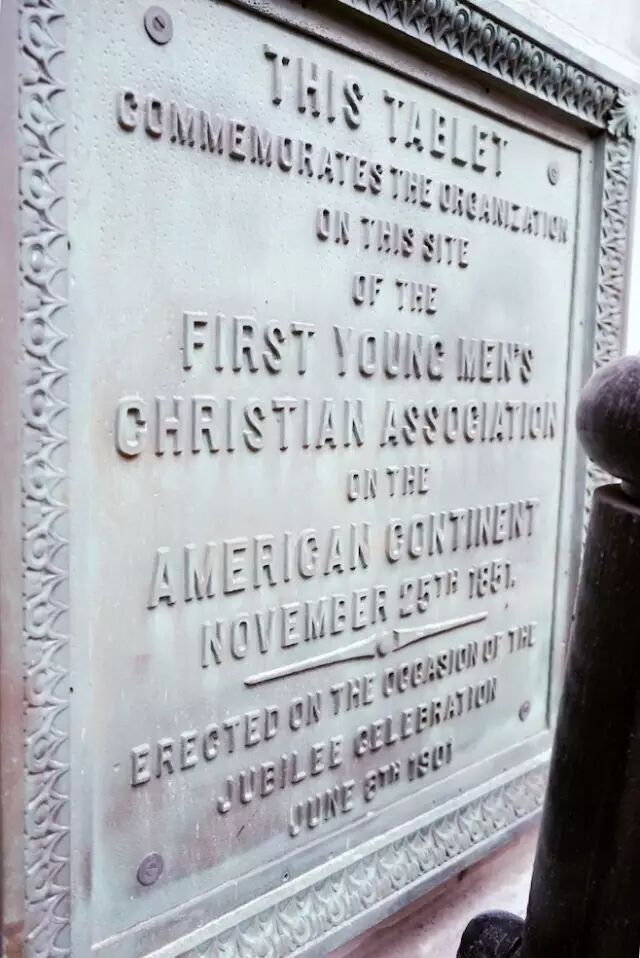 THIS TABLET
COMMEMORATES THE ORGANIZATION
ON THIS SITE
OF THE
FIRST YOUNG MEN'S
CHRISTIAN ASSOCIATION
ON THE
AMERICAN CONTINENT
NOVEMBER 25TH 1851.
ERECTED ON THE OCCASION OF THE
JUBILEE CELEBRATION
JUNE 8TH 1901